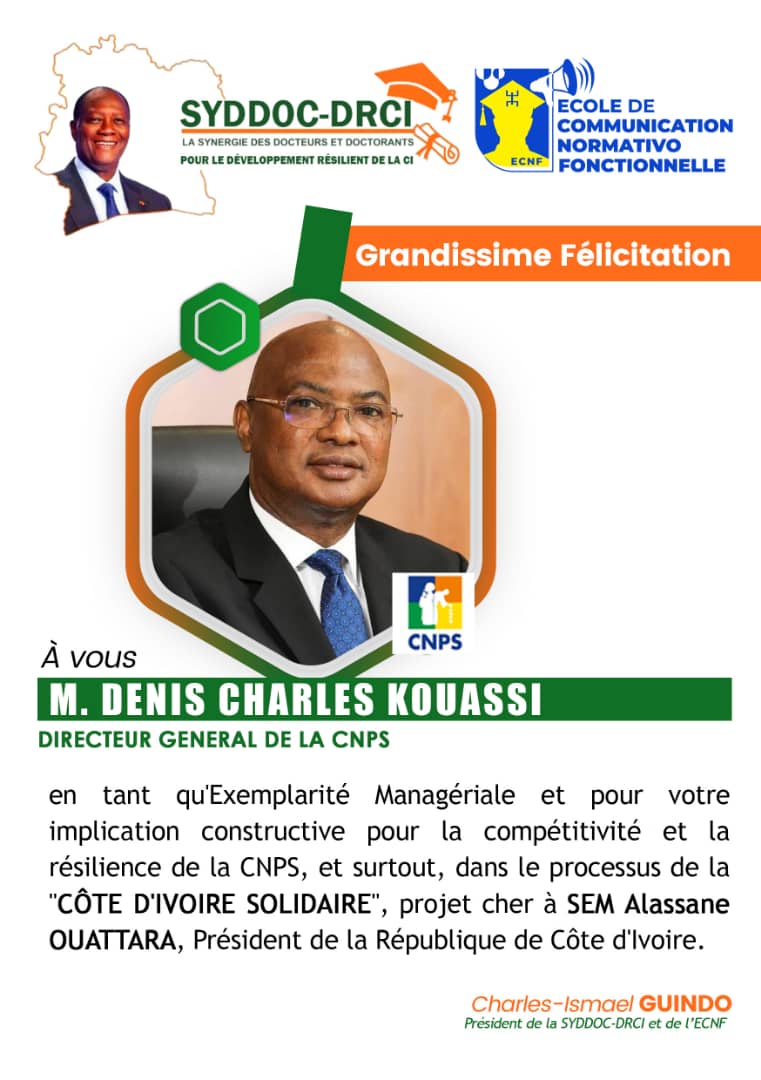 SYDDOC-DRCI
LA SYNERGIE DES DOCTEURS ET DOCTORANTS
POUR LE DÉVELOPPEMENT RÉSILIENT DE LA CI
ECNF
ECOLE DE
COMMUNICATION
NORMATIVO
FONCTIONNELLE
Grandissime Félicitation
CNPS
À vous
M. DENIS CHARLES KOUASSI
DIRECTEUR GENERAL DE LA CNPS
en tant qu'Exemplarité Managériale et pour votre
implication constructive pour la compétitivité et la
résilience de la CNPS, et surtout, dans le processus de la
"CÔTE D'IVOIRE SOLIDAIRE", projet cher à SEM Alassane
OUATTARA, Président de la République de Côte d'Ivoire.
Charles-Ismael GUINDO
Président de la SYDDOC-DRCI et de l'ECNF